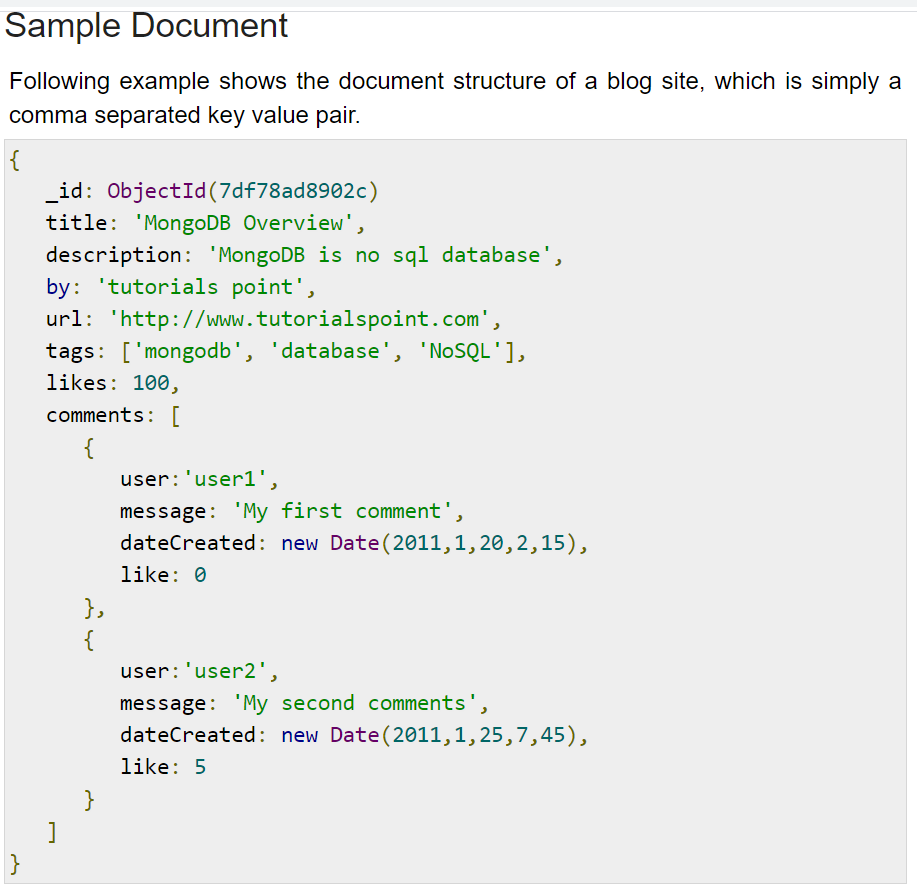 Sample Document
Following example shows the document structure of a blog site, which is simply a
comma separated key value pair.
{
   _id: ObjectId(7df78ad8902c)
   title: 'MongoDB Overview',
   description: 'MongoDB is no sql database',
   by: 'tutorials point',
   url: 'http://www.tutorialspoint.com',
   tags: ['mongodb', 'database', 'NoSQL'],
   likes: 100,
   comments: [
      {
         user:'user1',
         message: 'My first comment',
         dateCreated: new Date(2011,1,20,2,15),
         like: 0
      },
      {
         user:'user2',
         message: 'My second comments',
         dateCreated: new Date(2011,1,25,7,45),
         like: 5
      }
   ]
}